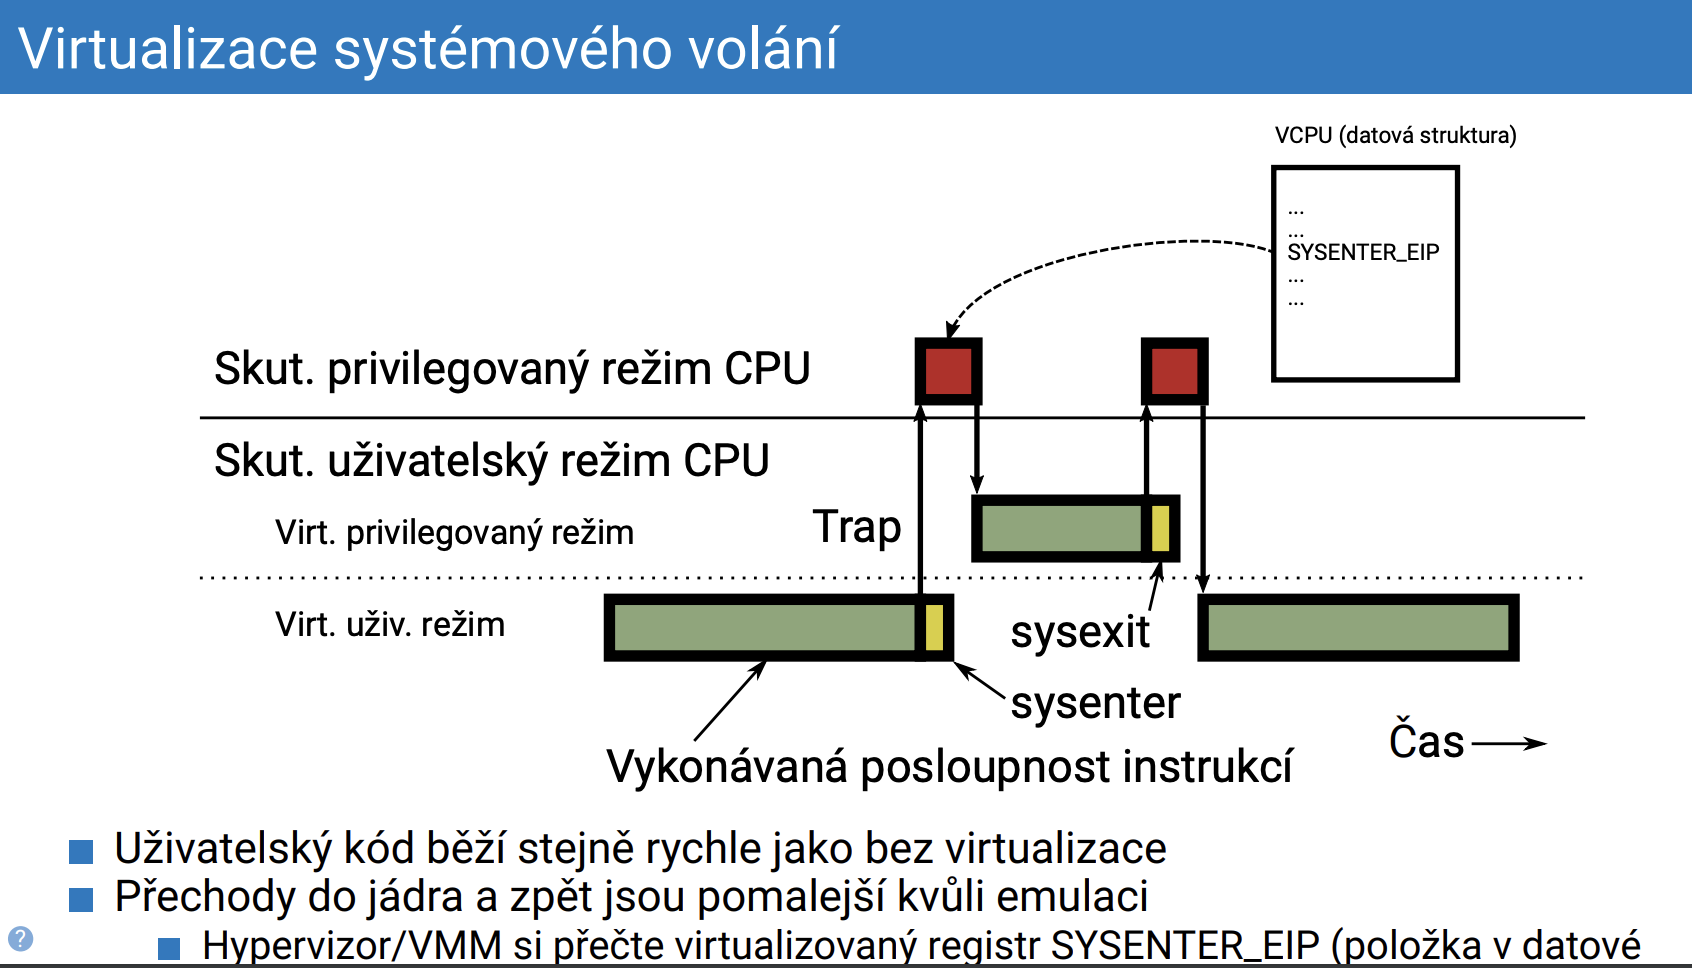 Virtualizace systémového volání
VCPU (datová struktura)
...
...
SYSENTER_EIP
...
...
Skut. privilegovaný režim CPU
Skut. uživatelský režim CPU
Virt. privilegovaný režim
Trap
Virt. uživ. režim
sysexit
sysenter
Čas
Vykonávaná posloupnost instrukcí
Uživatelský kód běží stejně rychle jako bez virtualizace
Přechody do jádra a zpět jsou pomalejší kvůli emulaci
?
Hypervizor/VMM si přečte virtualizovaný registr SYSENTER_EIP (položka v datové